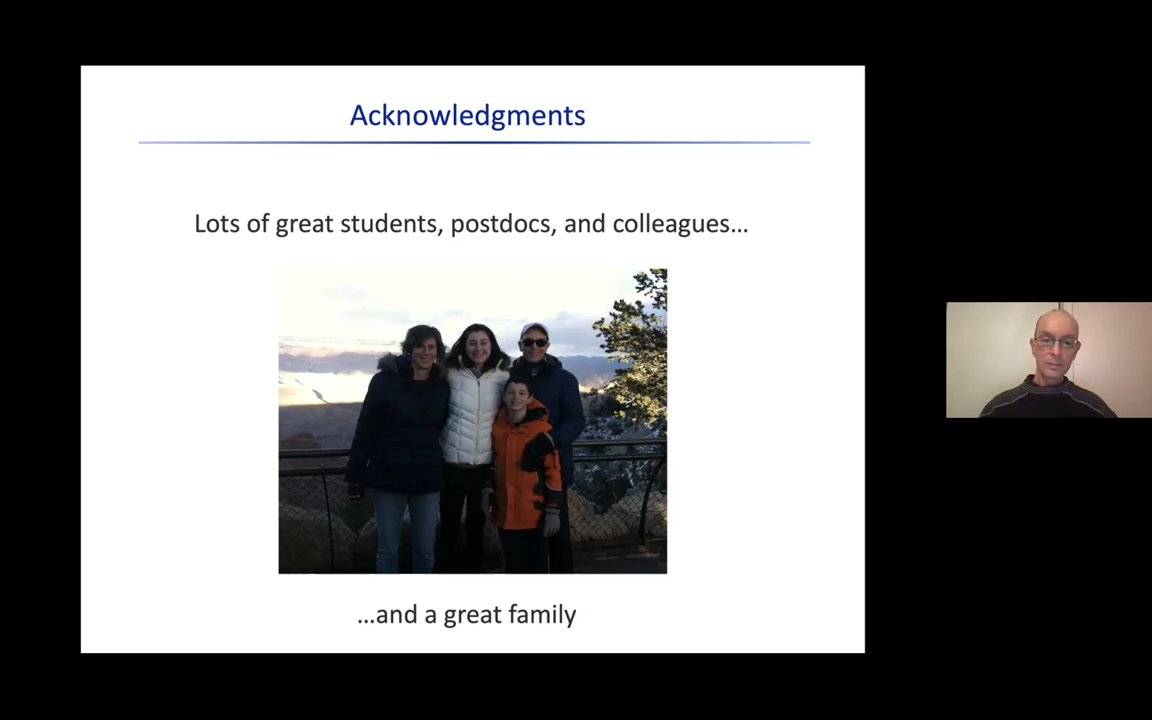 Acknowledgments
Lots of great students, postdocs, and colleagues…
…and a great family